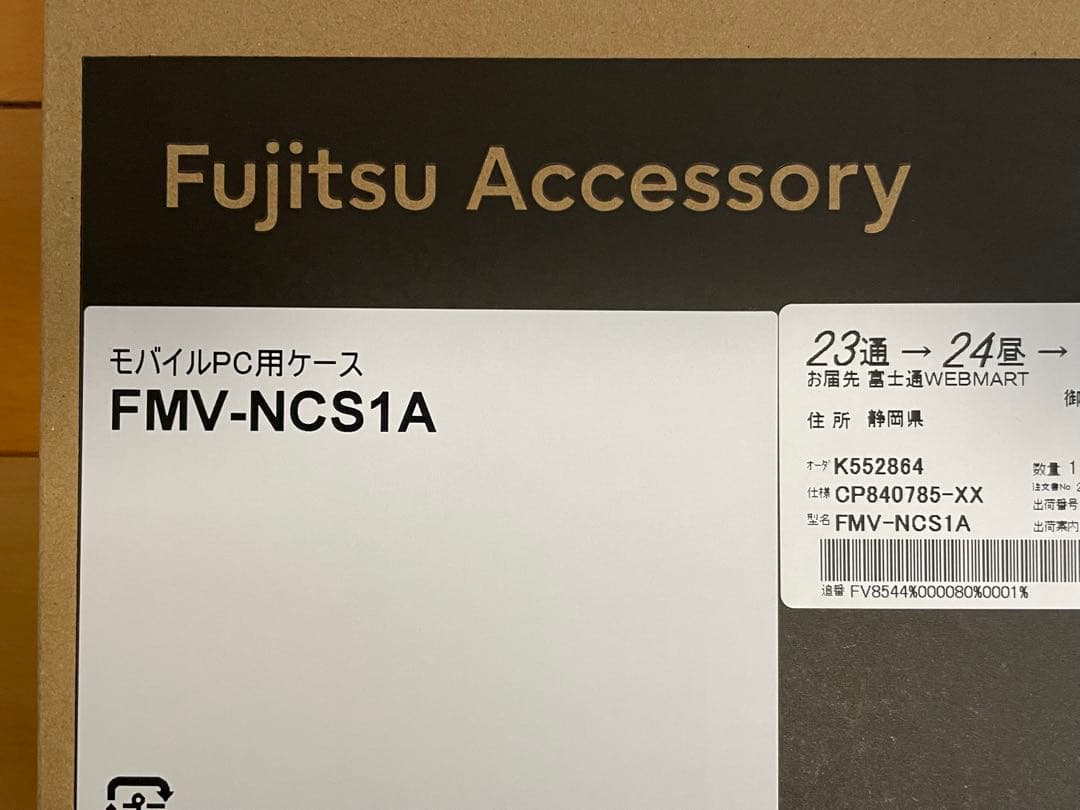 Fujitsu Accessory
モバイルPC用ケース
FMV-NCS1A
23通 → 24昼 →
お届先 富士通WEBMART
御
住所 静岡県
オーダ K552864
数量 1
仕様 CP840785-XX
注文書No 2
出荷番号
型名 FMV-NCS1A
出荷案内
追番 FV8544%000080%0001%
プ